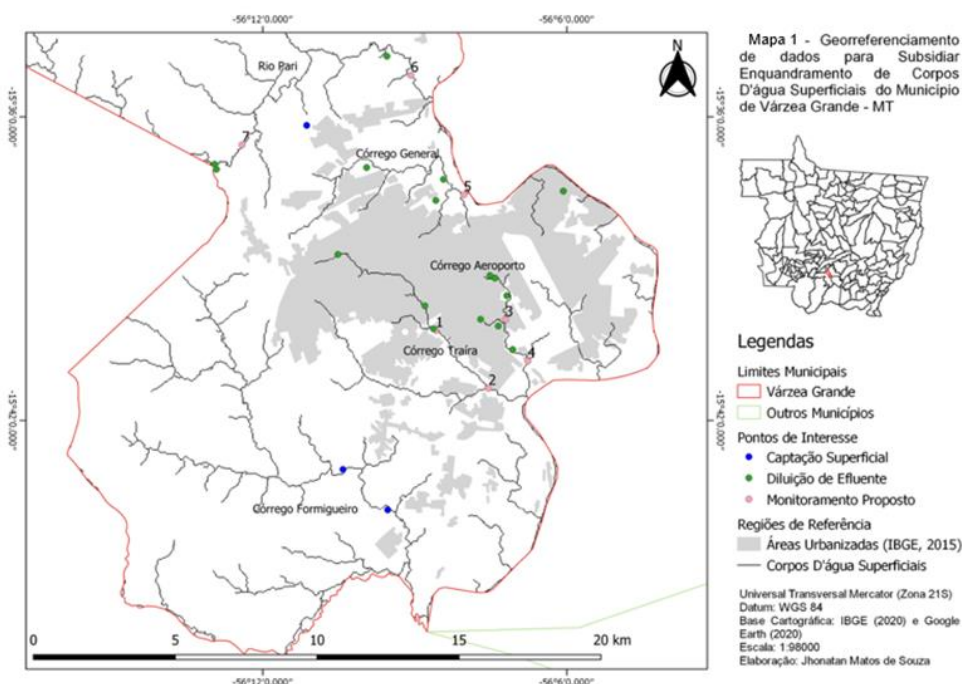 -56°12'0.000"
-56°6'0.000"
Mapa 1 - Georreferenciamento
de dados para Subsidiar
Enquandramento de Corpos
D'água Superficiais do Município
de Várzea Grande - MT
N
Rio Pari
6
-15°36'0.000"
-15°36'0.000"
7
Córrego General
5
Córrego Aeroporto
3
1
Córrego Traíra
4
2
-15°42'0.000"
-15°42'0.000"
Córrego Formigueiro
Legendas
Limites Municipais
Várzea Grande
Outros Municípios
Pontos de Interesse
Captação Superficial
Diluição de Efluente
Monitoramento Proposto
Regiões de Referência
Áreas Urbanizadas (IBGE, 2015)
Corpos D'água Superficiais
Universal Transversal Mercator (Zona 21S)
Datum: WGS 84
Base Cartográfica: IBGE (2020) e Google
Earth (2020)
Escala: 1:98000
Elaboração: Jhonatan Matos de Souza
0 5 10 15 20 km
-56°12'0.000"
-56°6'0.000"